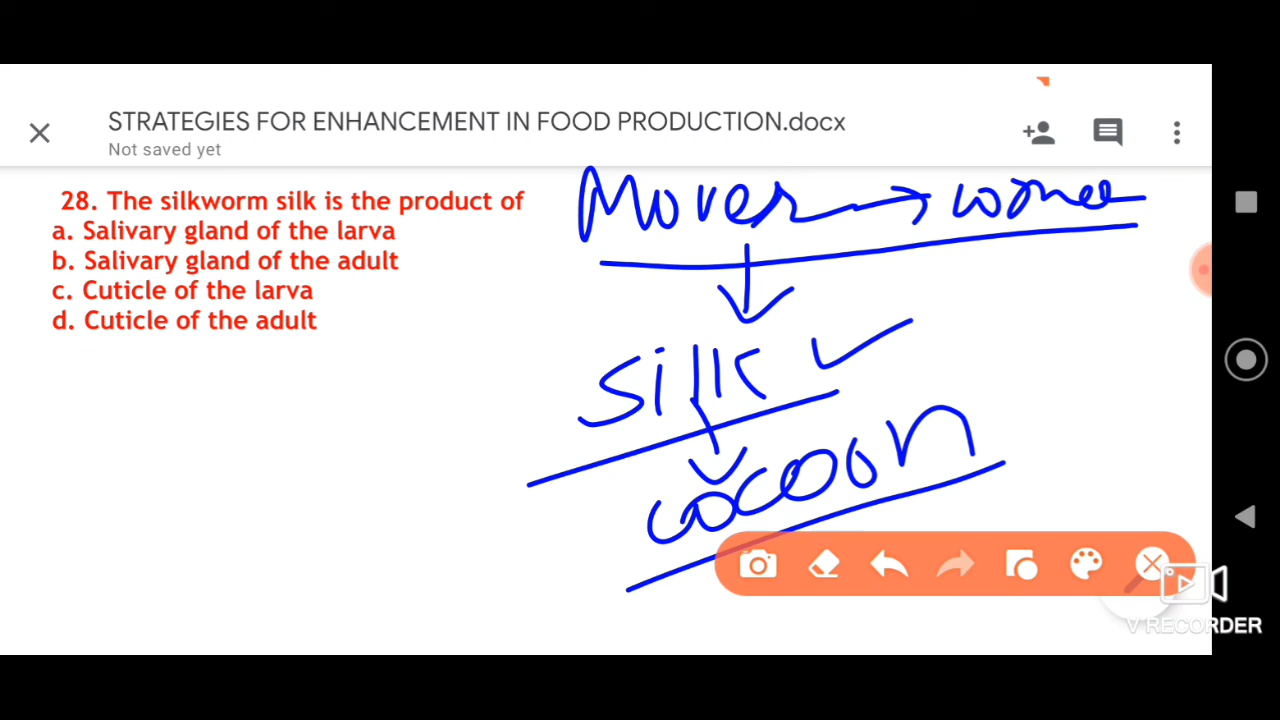 STRATEGIES FOR ENHANCEMENT IN FOOD PRODUCTION.docx
Not saved yet
28. The silkworm silk is the product of
a. Salivary gland of the larva
b. Salivary gland of the adult
c. Cuticle of the larva
d. Cuticle of the adult
silk
cocoon
V RECORDER